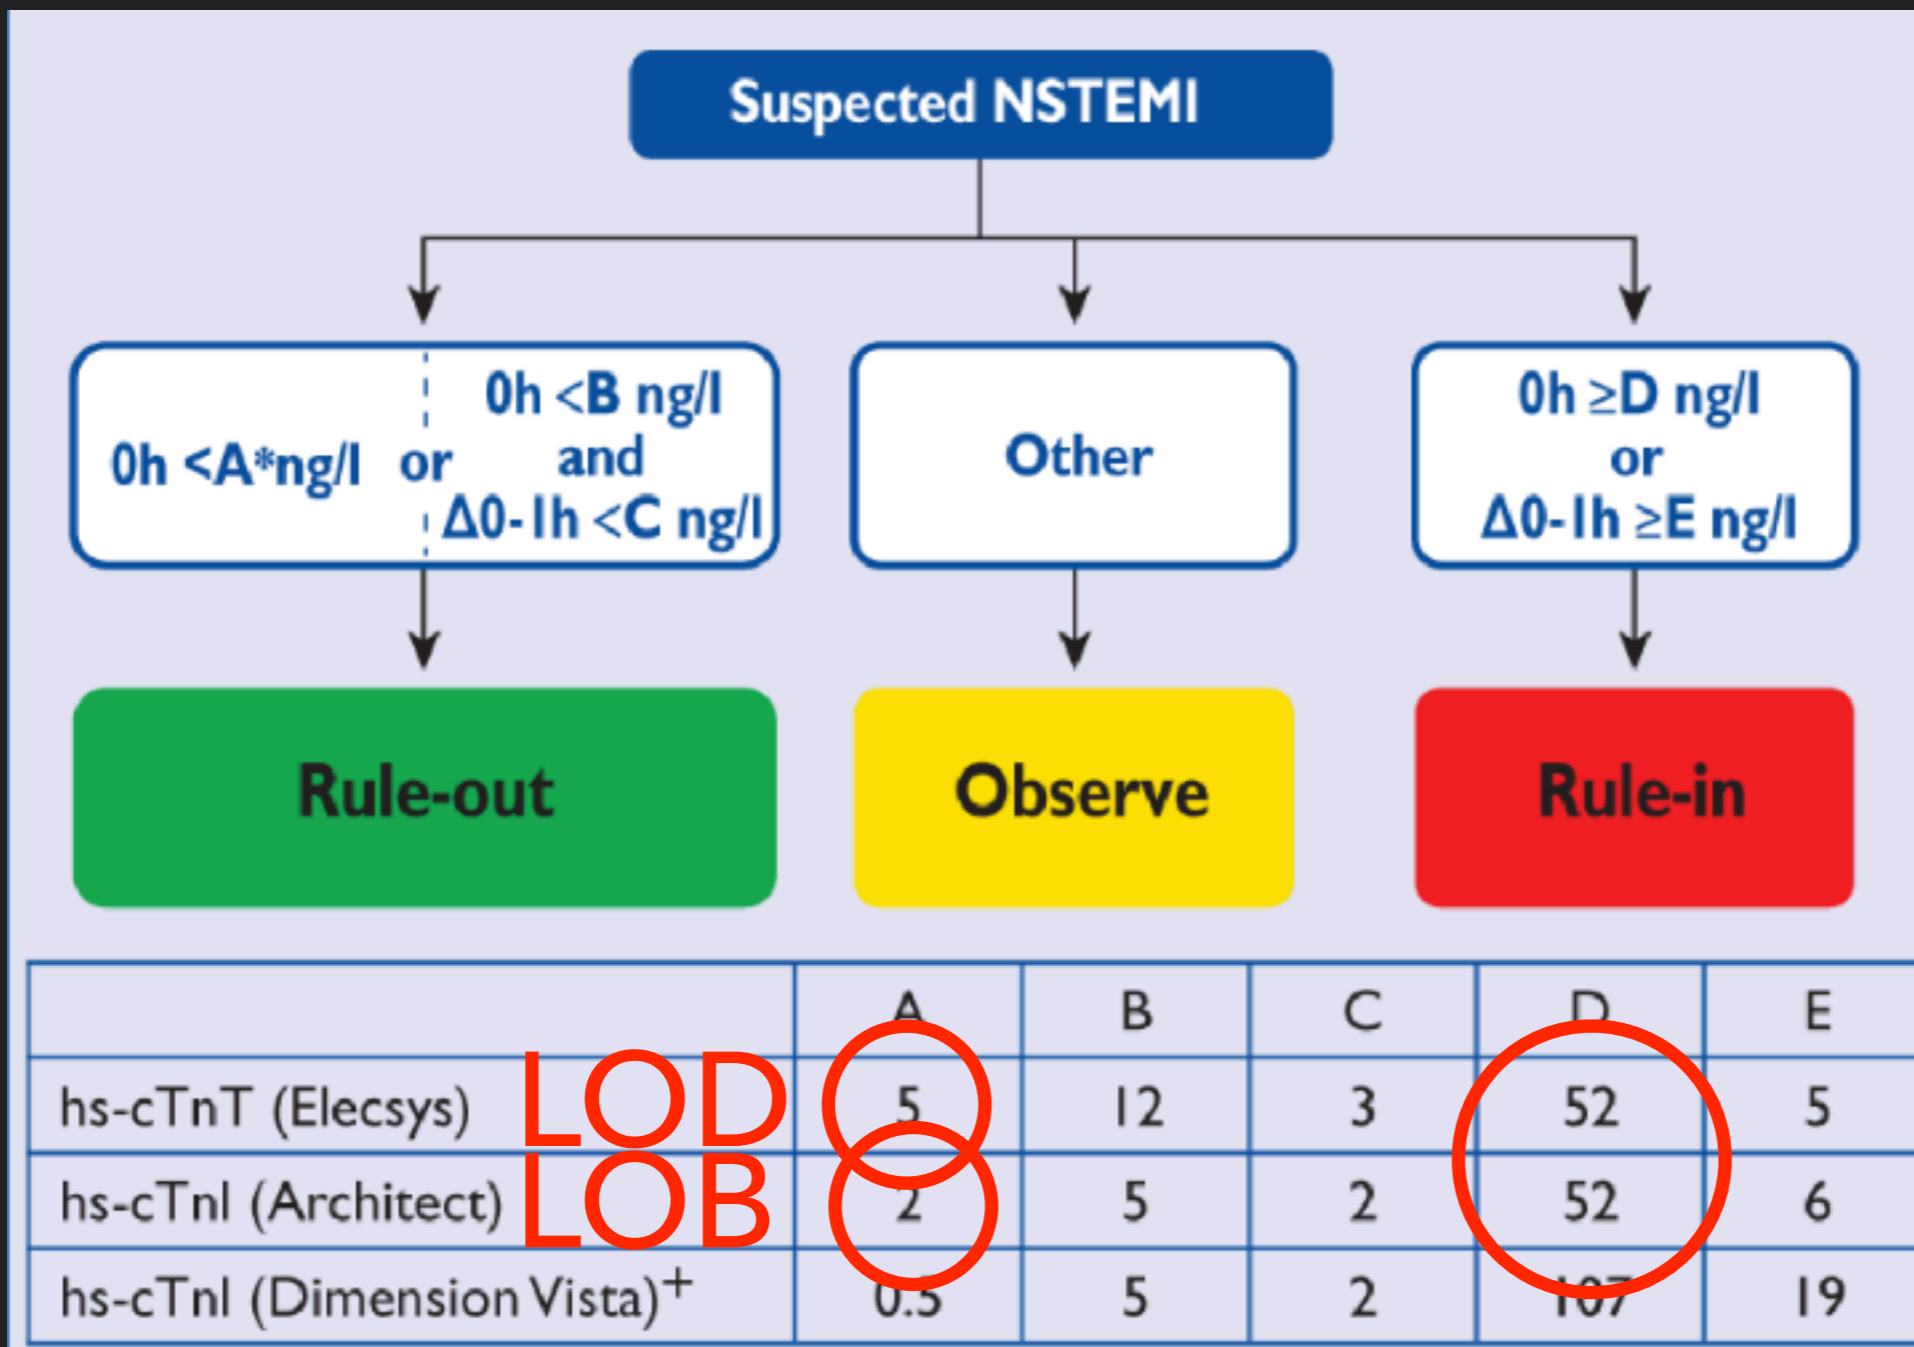 Suspected NSTEMI
0h <A*ng/l or
0h <B ng/l
and
Δ0-1h <C ng/l
Other
0h ≥D ng/l
or
Δ0-1h ≥E ng/l
Rule-out
Observe
Rule-in
A B C D E
hs-cTnT (Elecsys) LOD 5 12 3 52 5
hs-cTnI (Architect) LOB 2 5 2 52 6
hs-cTnI (Dimension Vista)+ 0.5 5 2 107 19